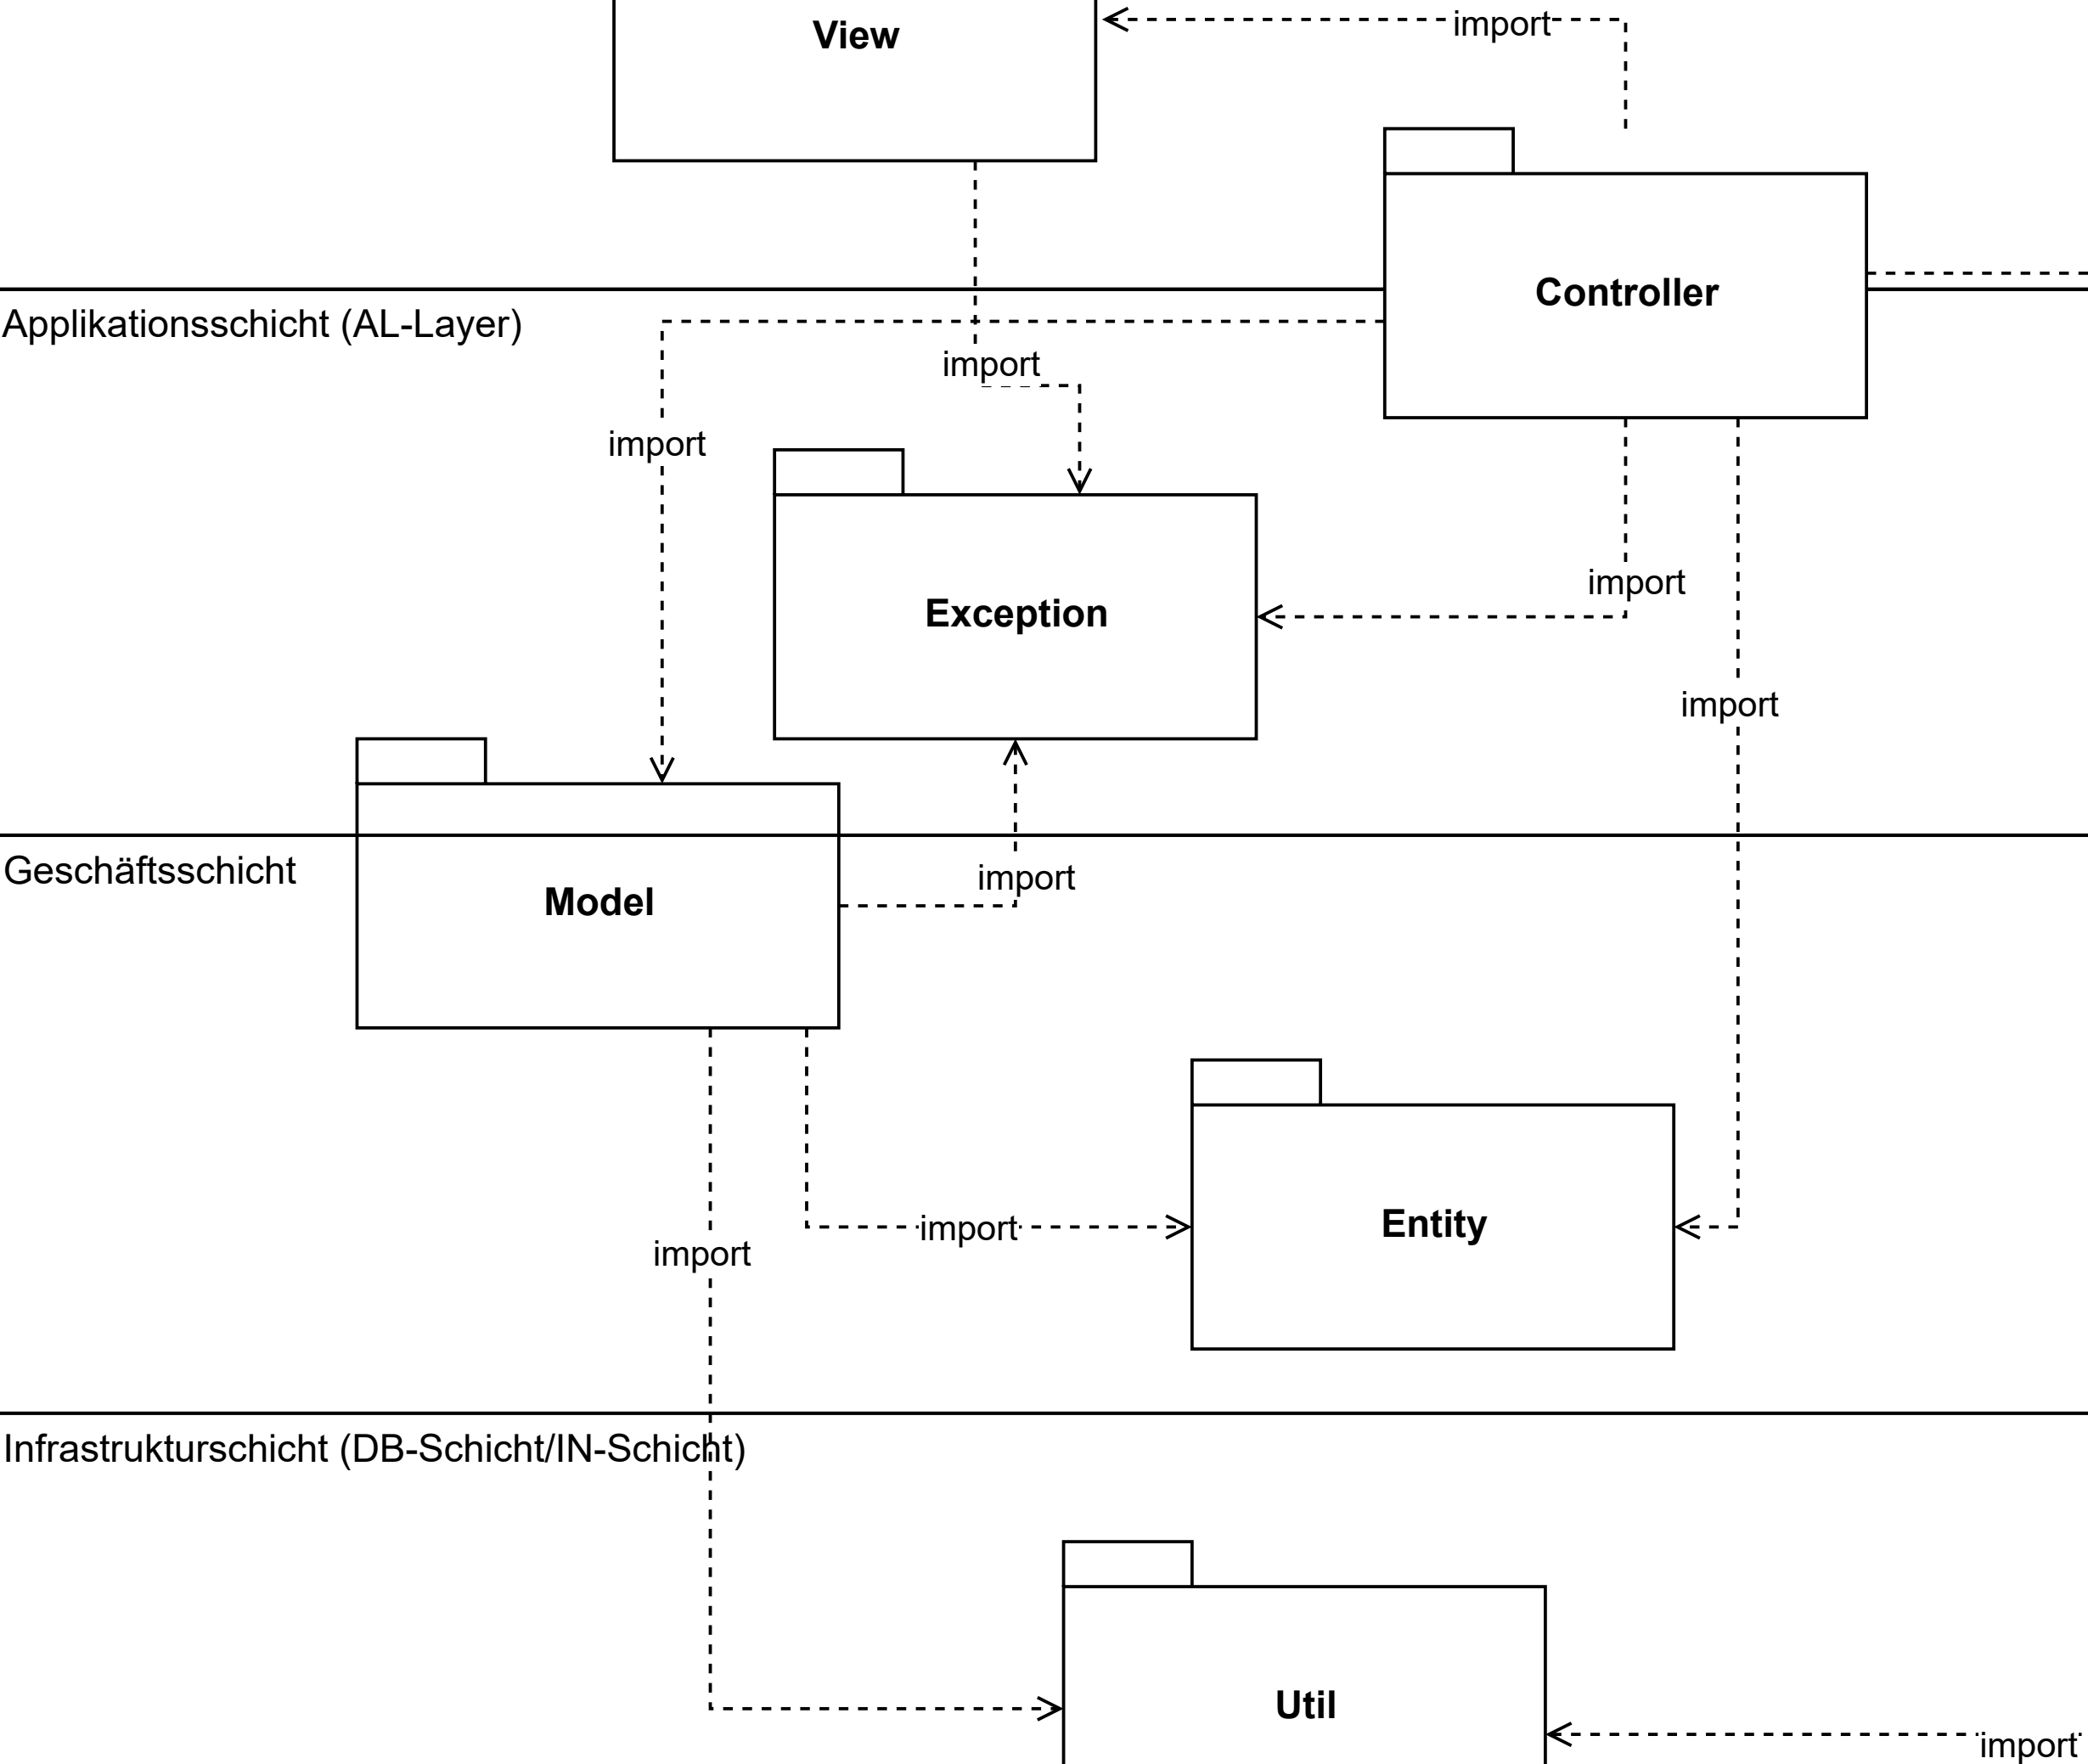 import
View
Controller
Applikationsschicht (AL-Layer)
import
import
import
Exception
import
Geschäftsschicht
import
Model
import
Entity
import
Infrastrukturschicht (DB-Schicht/IN-Schicht)
Util
import